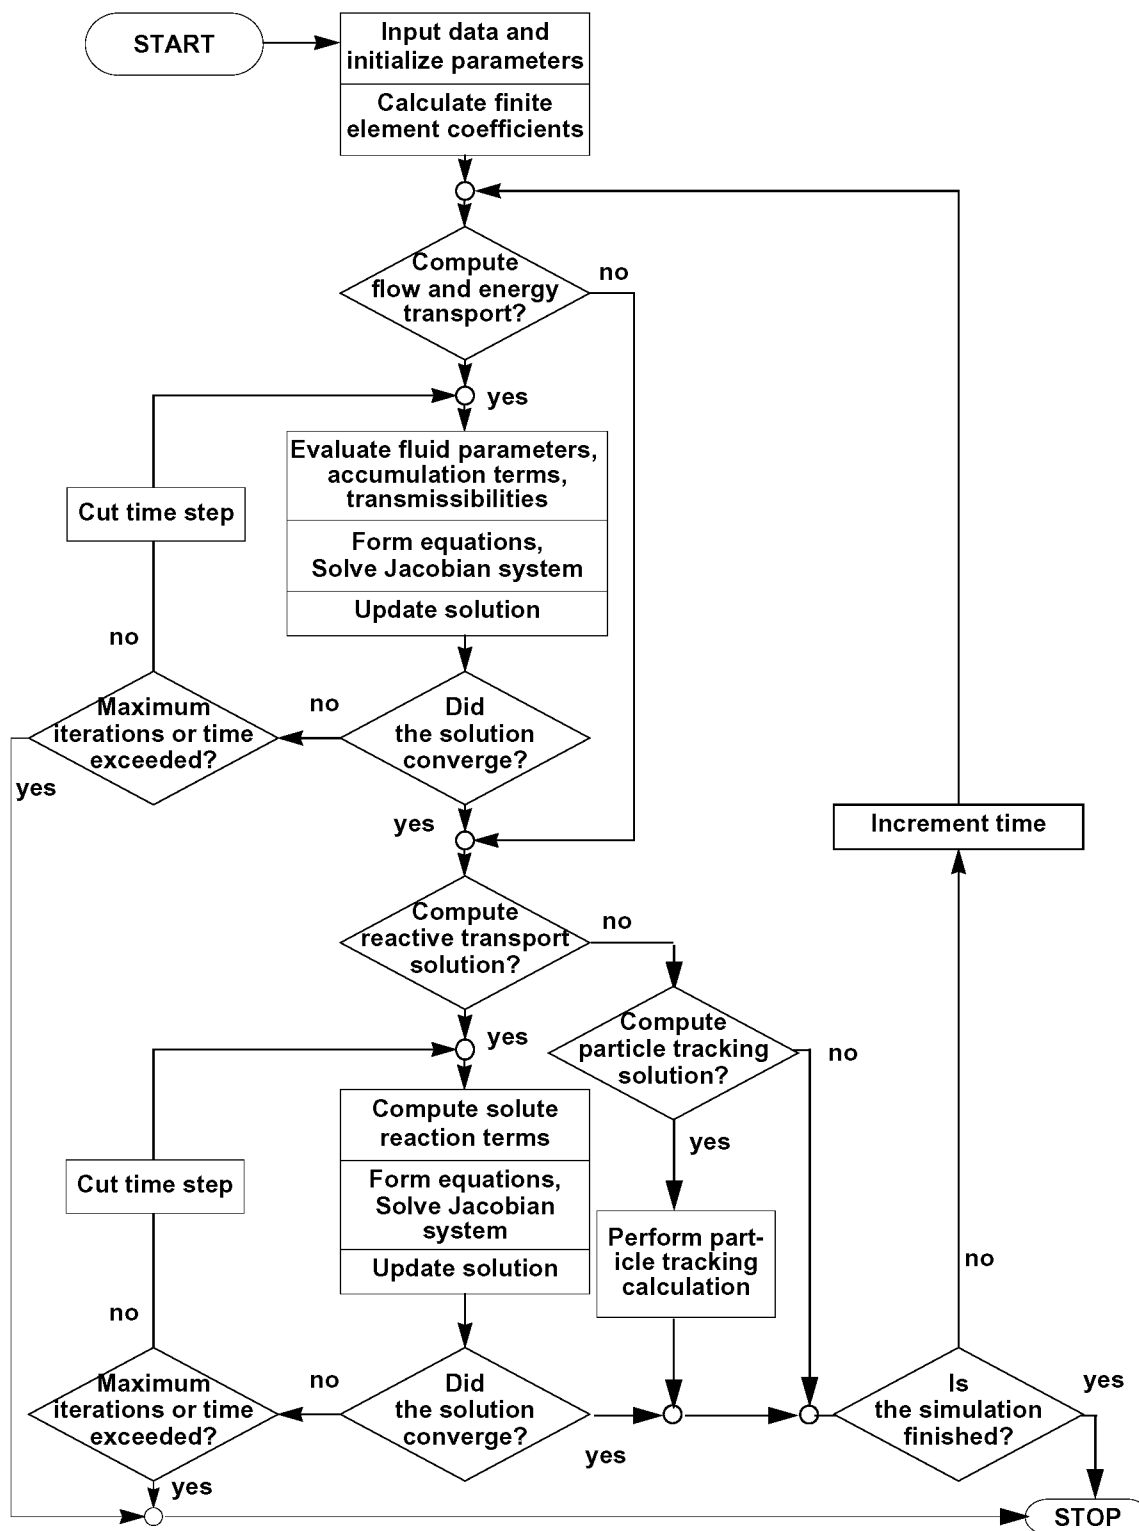 START
Input data and
initialize parameters
Calculate finite
element coefficients
Compute
flow and energy
transport?
no
yes
Evaluate fluid parameters,
accumulation terms,
transmissibilities
Cut time step
Form equations,
Solve Jacobian system
Update solution
no
Maximum
iterations or time
exceeded?
no
Did
the solution
converge?
yes
yes
Increment time
Compute
reactive transport
solution?
no
yes
Compute
particle tracking
solution?
no
Compute solute
reaction terms
yes
Cut time step
Form equations,
Solve Jacobian
system
Update solution
Perform part-
icle tracking
calculation
no
no
Maximum
iterations or time
exceeded?
no
Did
the solution
converge?
yes
Is
the simulation
finished?
yes
yes
STOP